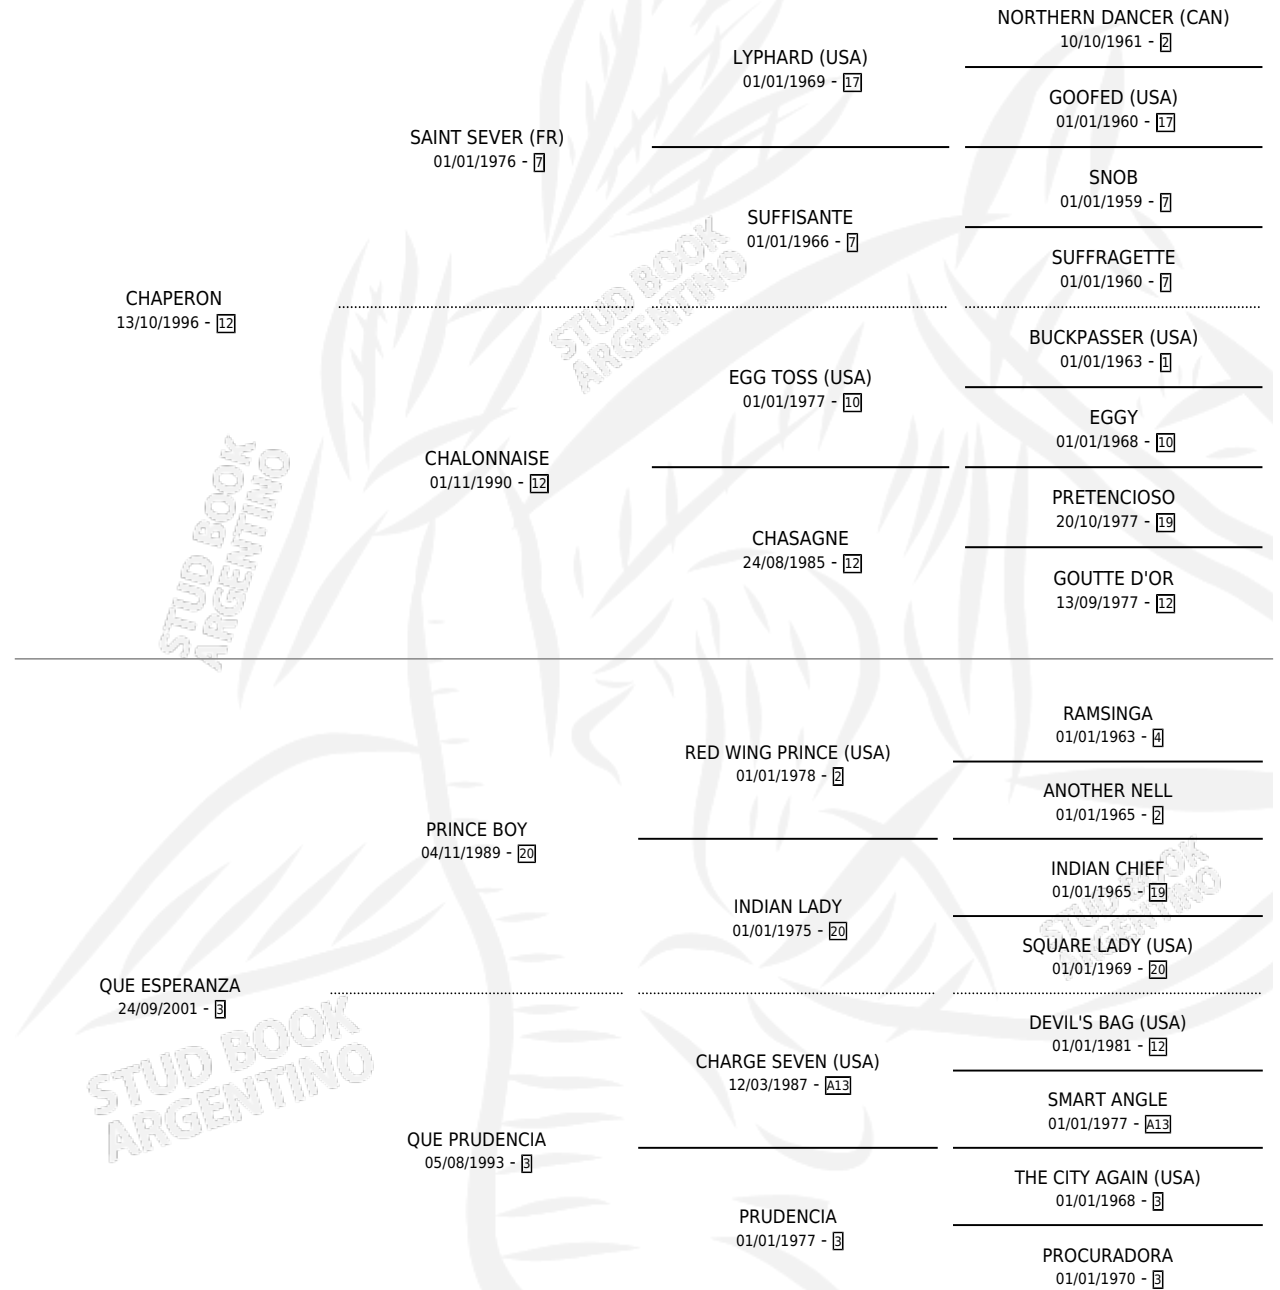 NORTHERN DANCER (CAN)
10/10/1961 - 2
LYPHARD (USA)
01/01/1969 - 17
GOOFED (USA)
01/01/1960 - 17
SAINT SEVER (FR)
01/01/1976 - 7
SNOB
01/01/1959 - 7
SUFFISANTE
01/01/1966 - 7
SUFFRAGETTE
01/01/1960 - 7
CHAPERON
13/10/1996 - 12
STUD BOOK
ARGENTINO
BUCKPASSER (USA)
01/01/1963 - 1
EGG TOSS (USA)
01/01/1977 - 10
EGGY
01/01/1968 - 10
CHALONNAISE
01/11/1990 - 12
PRETENCIOSO
20/10/1977 - 19
CHASAGNE
24/08/1985 - 12
GOUTTE D'OR
13/09/1977 - 12
STUD BOOK
ARGENTINO
RAMSINGA
01/01/1963 - 4
RED WING PRINCE (USA)
01/01/1978 - 2
ANOTHER NELL
01/01/1965 - 2
PRINCE BOY
04/11/1989 - 20
INDIAN CHIEF
01/01/1965 - 19
INDIAN LADY
01/01/1975 - 20
SQUARE LADY (USA)
01/01/1969 - 20
STUD BOOK
ARGENTINO
QUE ESPERANZA
24/09/2001 - 3
DEVIL'S BAG (USA)
01/01/1981 - 12
CHARGE SEVEN (USA)
12/03/1987 - A13
SMART ANGLE
01/01/1977 - A13
STUD BOOK
ARGENTINO
QUE PRUDENCIA
05/08/1993 - 3
THE CITY AGAIN (USA)
01/01/1968 - 3
PRUDENCIA
01/01/1977 - 3
PROCURADORA
01/01/1970 - 3